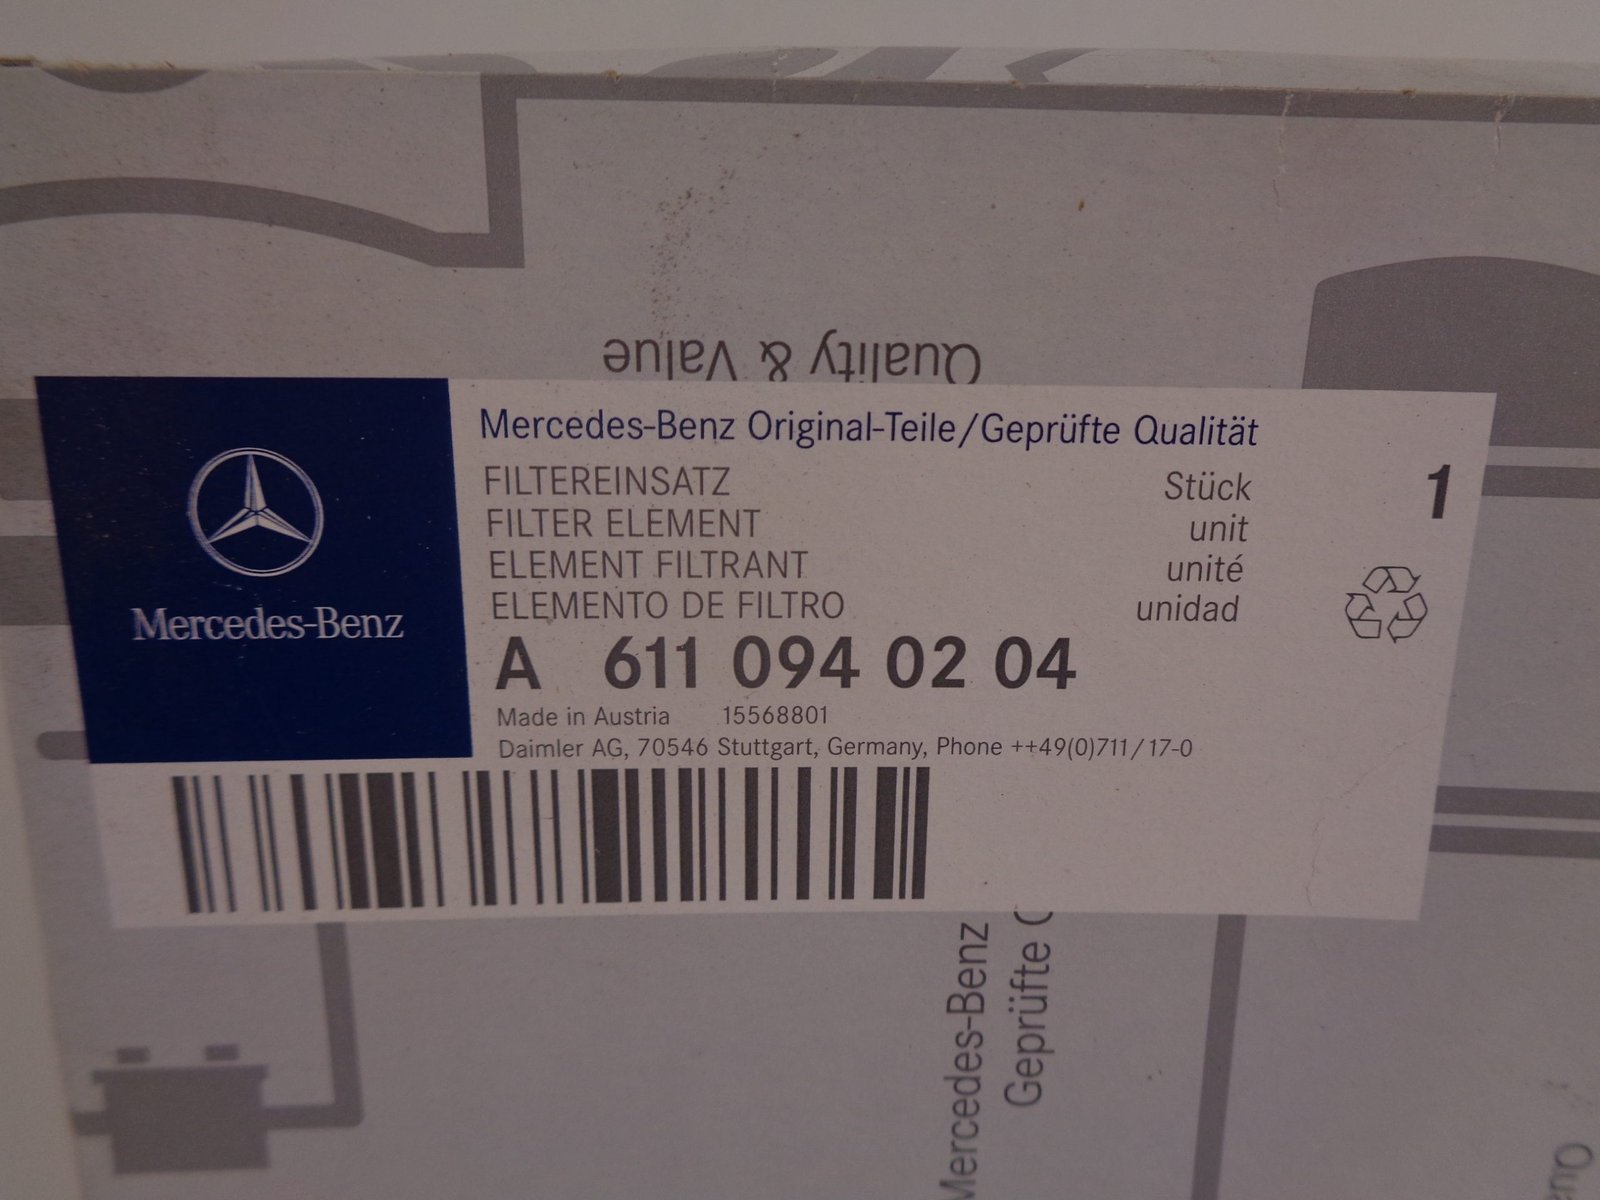 Quality & Value
Mercedes-Benz
Mercedes-Benz Original-Teile/Geprüfte Qualität
FILTEREINSATZ Stück 1
FILTER ELEMENT unit
ELEMENT FILTRANT unité
ELEMENTO DE FILTRO unidad
A 611 094 02 04
Made in Austria 15568801
Daimler AG, 70546 Stuttgart, Germany, Phone ++49(0)711/17-0
Mercedes-Benz
Geprüfte